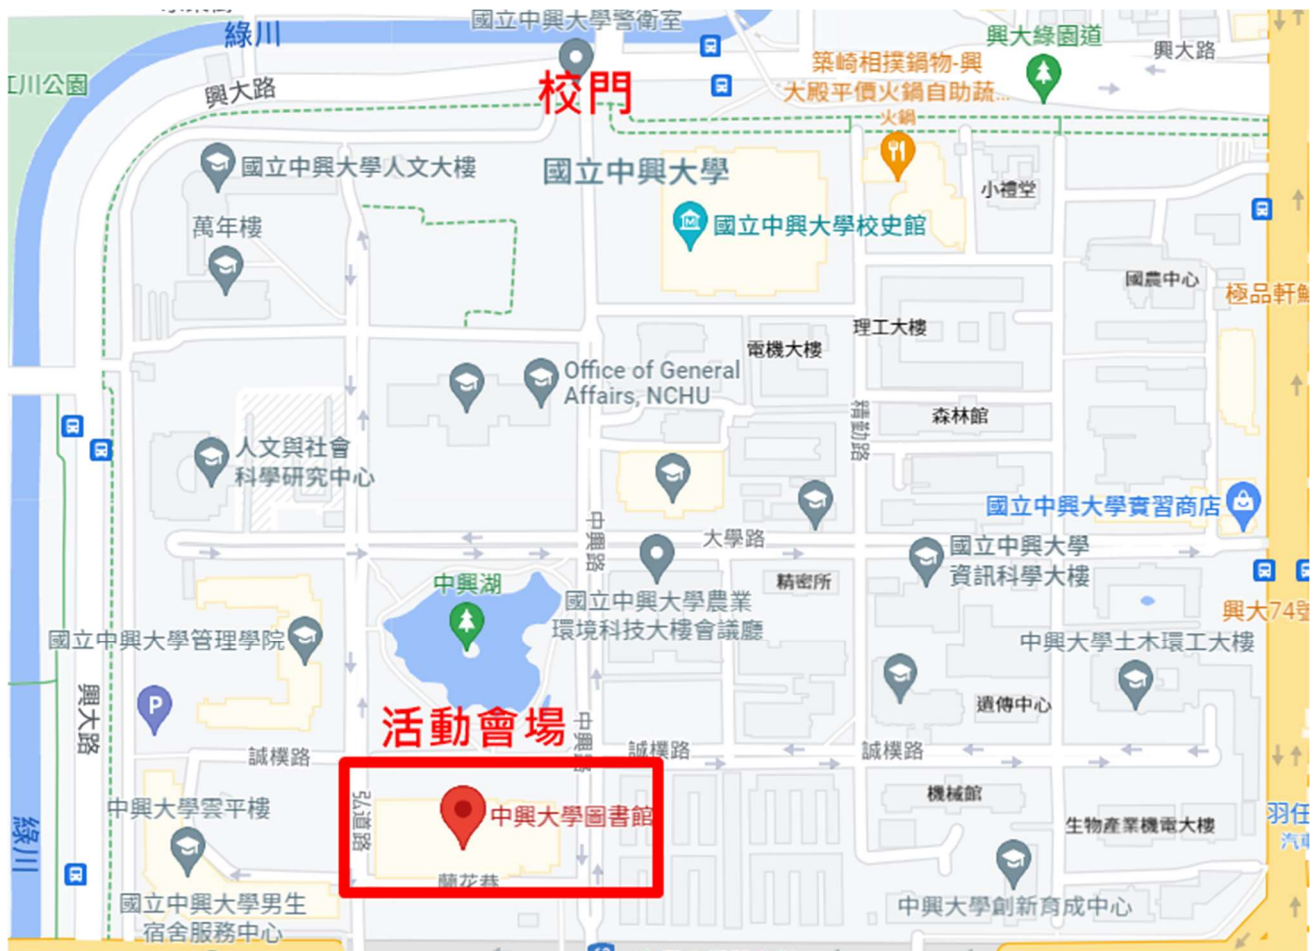 國立中興大學警衛室
綠川
興大綠園道
興大路
江川公園
興大路
校門
築崎相撲鍋物-興
大殿平價火鍋自助蔬...
火鍋
國立中興大學人文大樓
國立中興大學
小禮堂
萬年樓
國立中興大學校史館
國農中心
極品軒
理工大樓
電機大樓
Office of General
Affairs, NCHU
森林館
精勤路
人文與社會
科學研究中心
國立中興大學實習商店
中興路
大學路
國立中興大學
資訊科學大樓
中興湖
精密所
國立中興大學農業
環境科技大樓會議廳
興大74號
國立中興大學管理學院
中興大學土木環工大樓
興大路
P
遺傳中心
活動會場
中興路
誠樸路
誠樸路
誠樸路
弘道路
機械館
中興大學雲平樓
中興大學圖書館
生物產業機電大樓
羽任
汽車
綠川
蘭花巷
國立中興大學男生
宿舍服務中心
中興大學創新育成中心